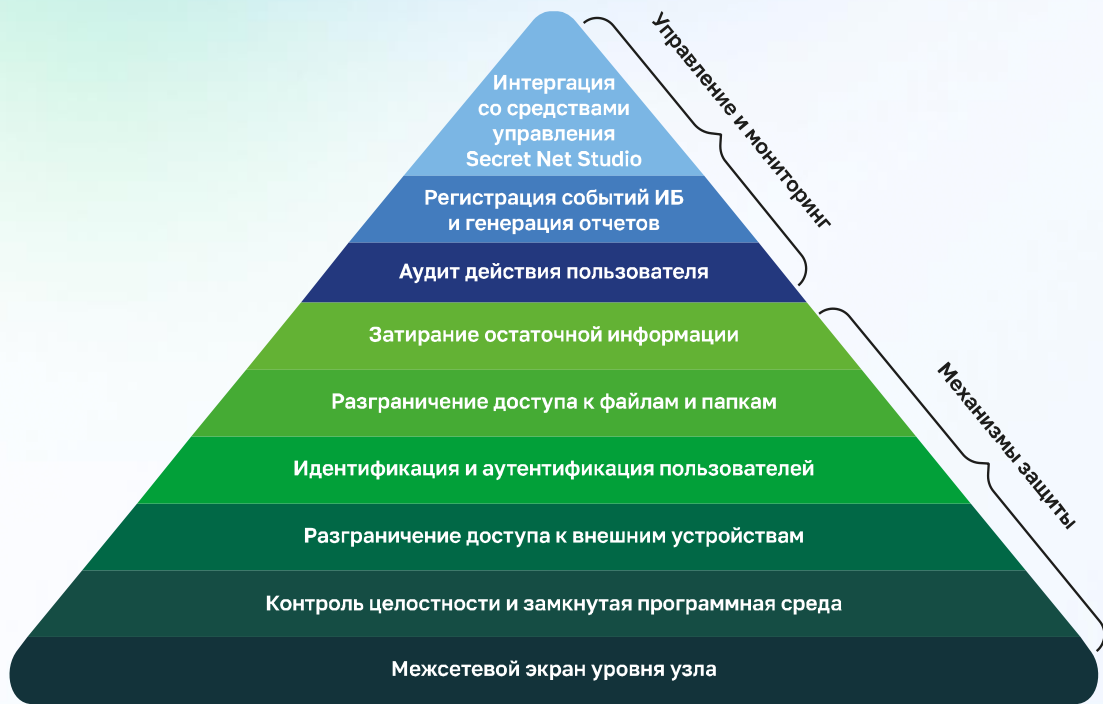 Интергация
со средствами
управления
Secret Net Studio
Регистрация событий ИБ
и генерация отчетов
Аудит действия пользователя
Затирание остаточной информации
Разграничение доступа к файлам и папкам
Идентификация и аутентификация пользователей
Разграничение доступа к внешним устройствам
Контроль целостности и замкнутая программная среда
Межсетевой экран уровня узла
Управление и мониторинг
Механизмы защиты